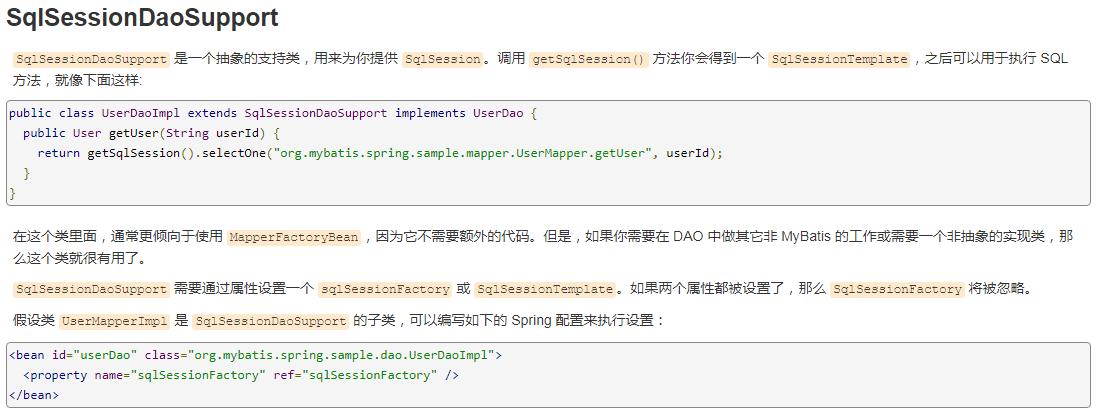 SqlSessionDaoSupport
SqlSessionDaoSupport 是一个抽象的支持类，用来为你提供 SqlSession。调用 getSqlSession() 方法你会得到一个 SqlSessionTemplate，之后可以用于执行 SQL
方法，就像下面这样:
public class UserDaoImpl extends SqlSessionDaoSupport implements UserDao {
  public User getUser(String userId) {
    return getSqlSession().selectOne("org.mybatis.spring.sample.mapper.UserMapper.getUser", userId);
  }
}
在这个类里面，通常更倾向于使用 MapperFactoryBean，因为它不需要额外的代码。但是，如果你需要在 DAO 中做其它非 MyBatis 的工作或需要一个非抽象的实现类，那
么这个类就很有用了。
SqlSessionDaoSupport 需要通过属性设置一个 sqlSessionFactory 或 SqlSessionTemplate。如果两个属性都被设置了，那么 SqlSessionFactory 将被忽略。
假设类 UserMapperImpl 是 SqlSessionDaoSupport 的子类，可以编写如下的 Spring 配置来执行设置：
<bean id="userDao" class="org.mybatis.spring.sample.dao.UserDaoImpl">
  <property name="sqlSessionFactory" ref="sqlSessionFactory" />
</bean>